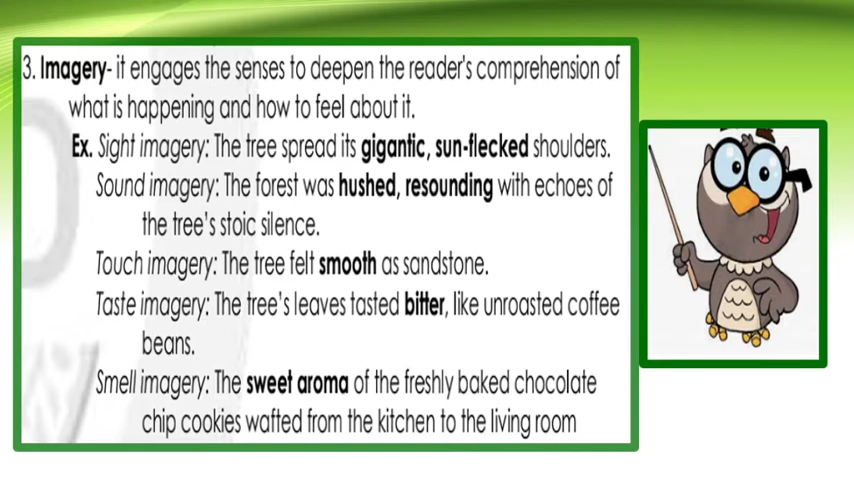 3. Imagery- it engages the senses to deepen the reader's comprehension of
what is happening and how to feel about it.
Ex. Sight imagery: The tree spread its gigantic, sun-flecked shoulders.
Sound imagery: The forest was hushed, resounding with echoes of
the tree's stoic silence.
Touch imagery: The tree felt smooth as sandstone.
Taste imagery: The tree's leaves tasted bitter, like unroasted coffee
beans.
Smell imagery: The sweet aroma of the freshly baked chocolate
chip cookies wafted from the kitchen to the living room